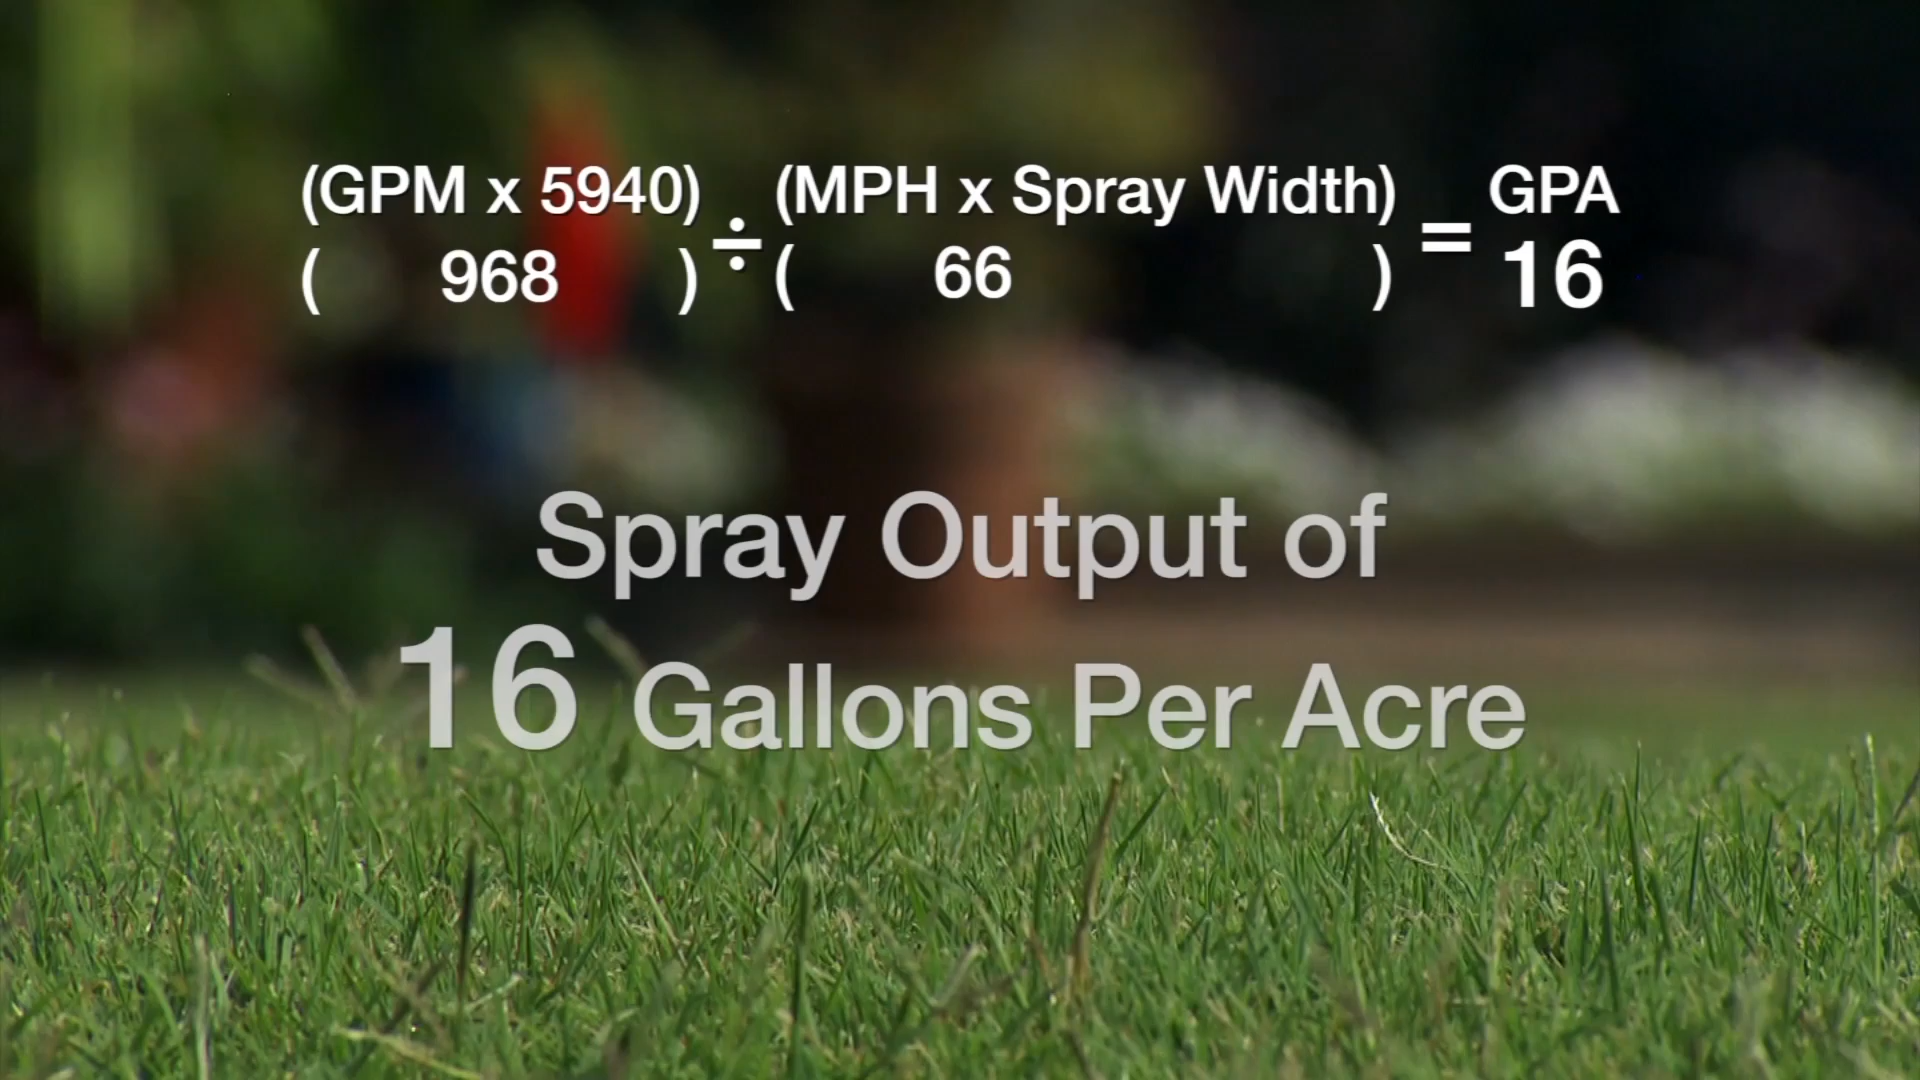 (GPM x 5940) ÷ (MPH x Spray Width) = GPA
( 968 ) ( 66 ) 16
Spray Output of
16 Gallons Per Acre